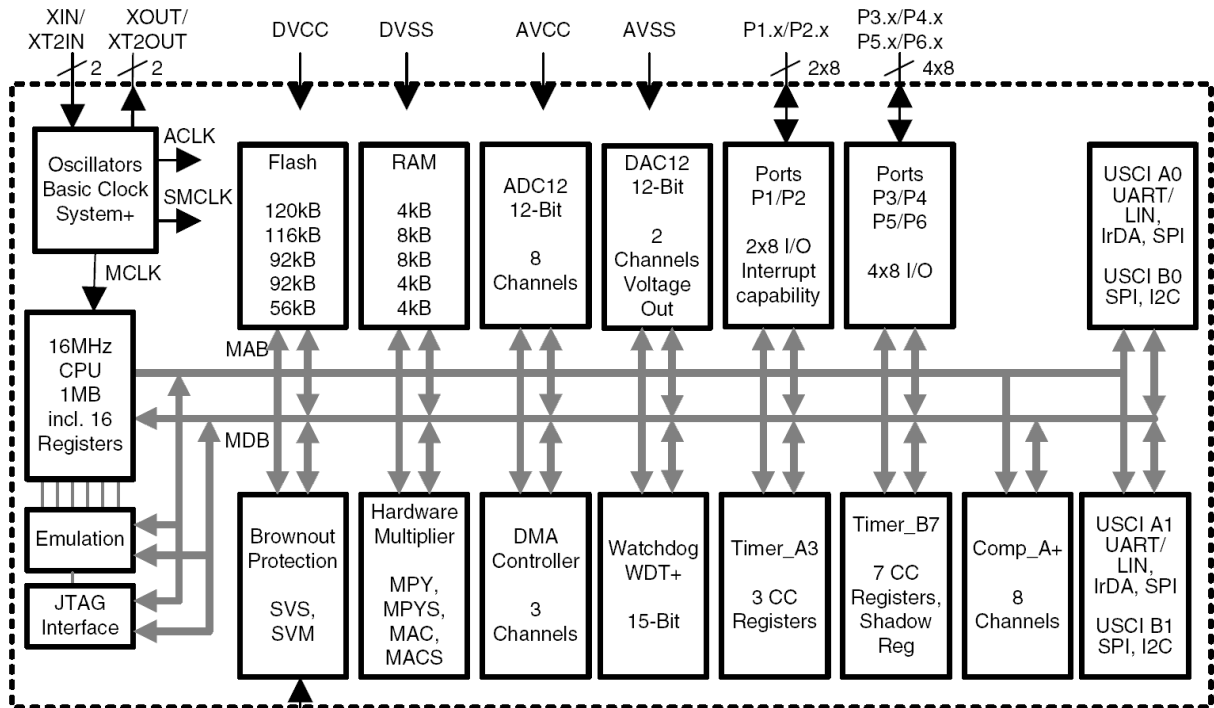 XIN/
XT2IN
XOUT/
XT2OUT
DVCC
DVSS
AVCC
AVSS
P1.x/P2.x
P3.x/P4.x
P5.x/P6.x
2
2
2x8
4x8
Oscillators
Basic Clock
System+
ACLK
SMCLK
MCLK
Flash
120kB
116kB
92kB
92kB
56kB
RAM
4kB
8kB
8kB
4kB
4kB
ADC12
12-Bit
8
Channels
DAC12
12-Bit
2
Channels
Voltage
Out
Ports
P1/P2
2x8 I/O
Interrupt
capability
Ports
P3/P4
P5/P6
4x8 I/O
USCI A0
UART/
LIN,
IrDA, SPI
USCI B0
SPI, I2C
16MHz
CPU
1MB
incl. 16
Registers
MAB
MDB
Emulation
JTAG
Interface
Brownout
Protection
SVS,
SVM
Hardware
Multiplier
MPY,
MPYS,
MAC,
MACS
DMA
Controller
3
Channels
Watchdog
WDT+
15-Bit
Timer_A3
3 CC
Registers
Timer_B7
7 CC
Registers,
Shadow
Reg
Comp_A+
8
Channels
USCI A1
UART/
LIN,
IrDA, SPI
USCI B1
SPI, I2C